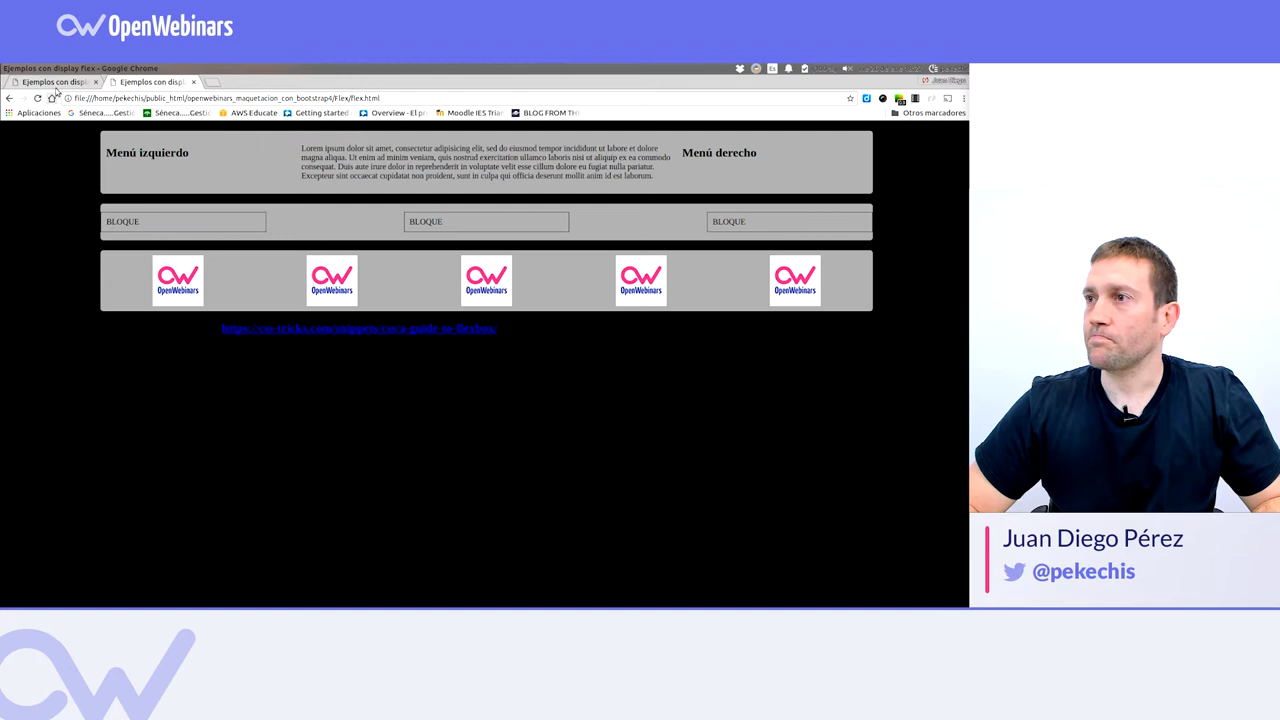 OpenWebinars
Ejemplos con display flex - Google Chrome
Ejemplos con disp
Ejemplos con disp
file:///home/pekechis/public_html/openwebinars_maquetacion_con_bootstrap4/Flex/flex.html
Aplicaciones
Séneca.....Gestic
Séneca.....Gestic
AWS Educate
Getting started
Overview - El pr
Moodle IES Trian
BLOG FROM TH
Otros marcadores
Menú izquierdo
Lorem ipsum dolor sit amet, consectetur adipisicing elit, sed do eiusmod tempor incididunt ut labore et dolore
magna aliqua. Ut enim ad minim veniam, quis nostrud exercitation ullamco laboris nisi ut aliquip ex ea commodo
consequat. Duis aute irure dolor in reprehenderit in voluptate velit esse cillum dolore eu fugiat nulla pariatur.
Excepteur sint occaecat cupidatat non proident, sunt in culpa qui officia deserunt mollit anim id est laborum.
Menú derecho
BLOQUE
BLOQUE
BLOQUE
OpenWebinars
OpenWebinars
OpenWebinars
OpenWebinars
OpenWebinars
https://css-tricks.com/snippets/css/a-guide-to-flexbox/
Juan Diego Pérez
@pekechis